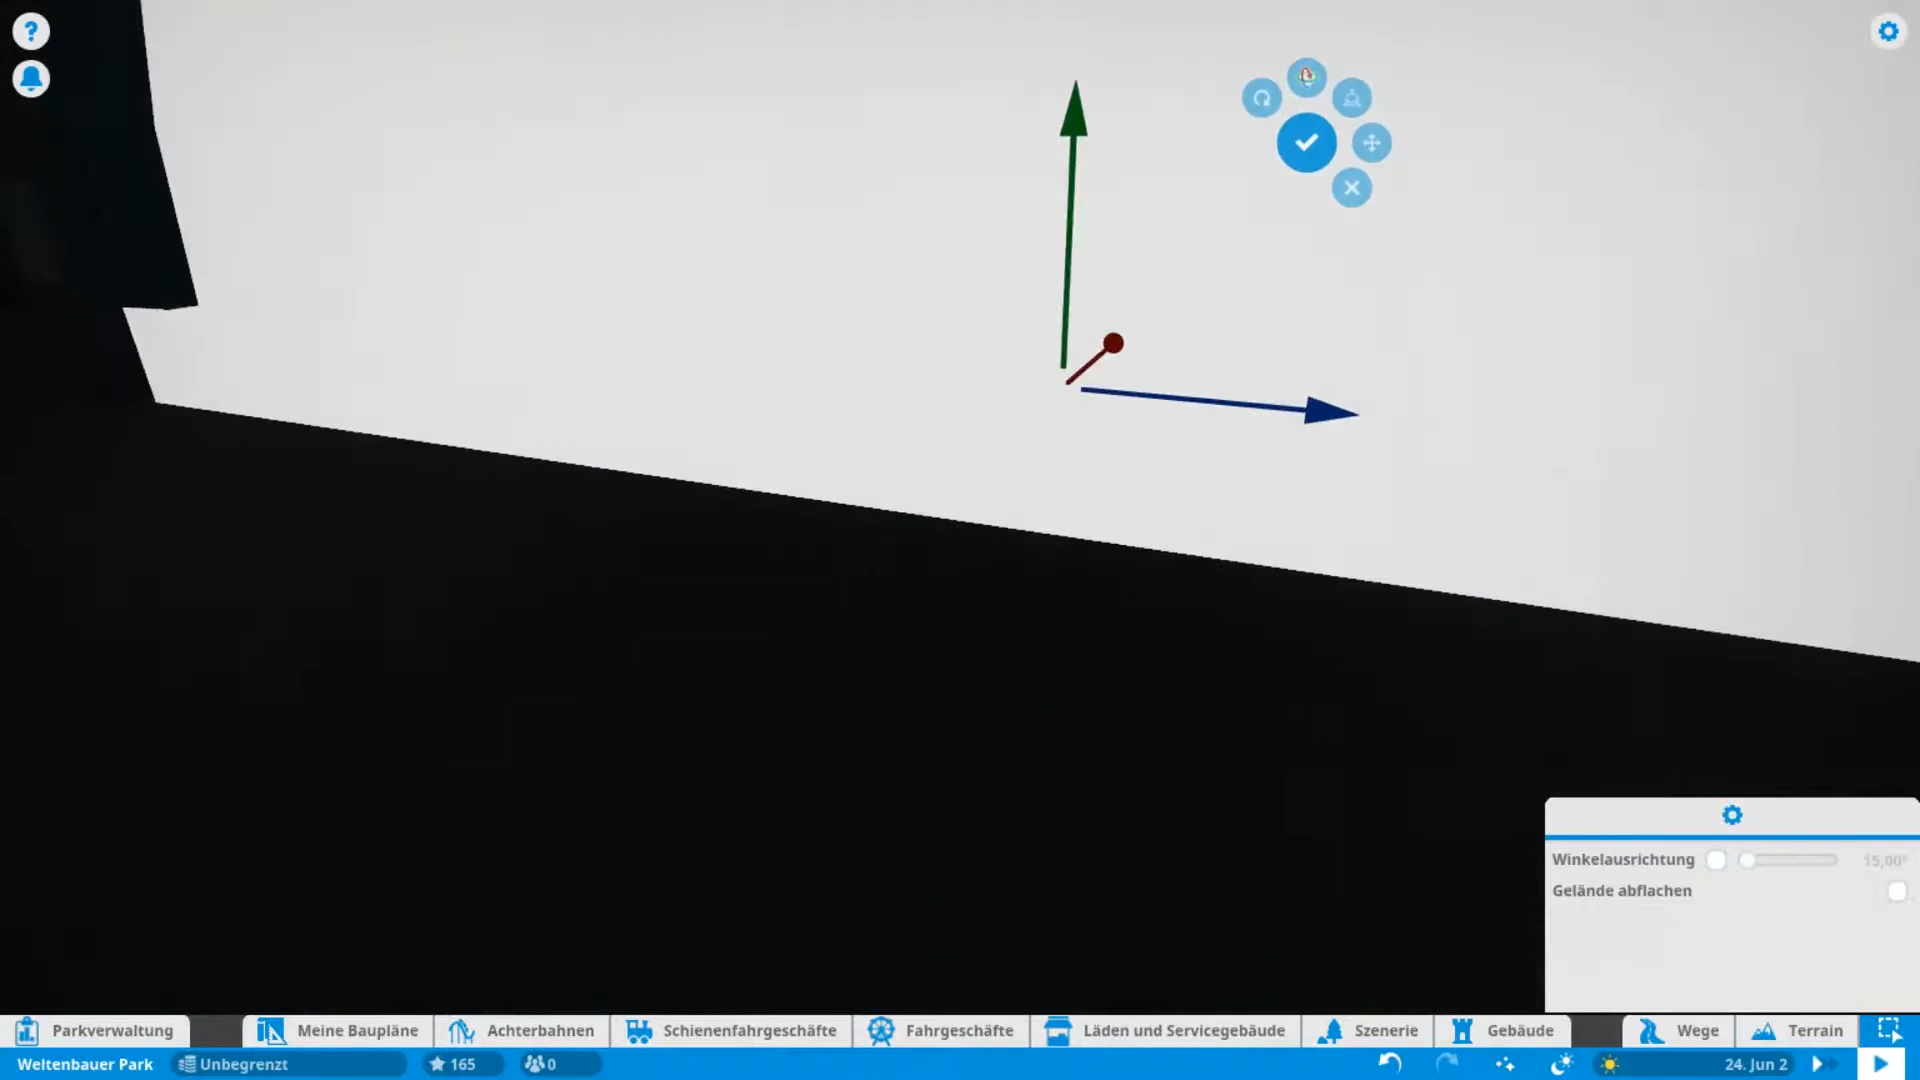 ?
Winkelausrichtung 15,00°
Gelände abflachen
Parkverwaltung Meine Baupläne Achterbahnen Schienenfahrgeschäfte Fahrgeschäfte Läden und Servicegebäude Szenerie Gebäude Wege Terrain
Weltenbauer Park Unbegrenzt 165 0 24. Jun 2